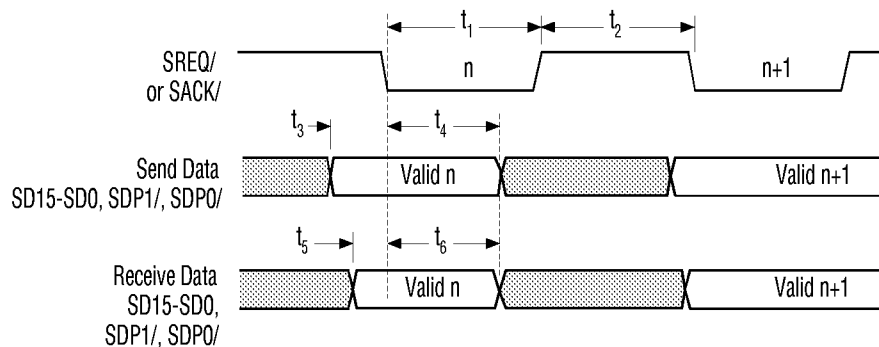 t1 t2
SREQ/
or SACK/
n n+1
t3 t4
Send Data
SD15-SD0, SDP1/, SDP0/
Valid n Valid n+1
t5 t6
Receive Data
SD15-SD0,
SDP1/, SDP0/
Valid n Valid n+1